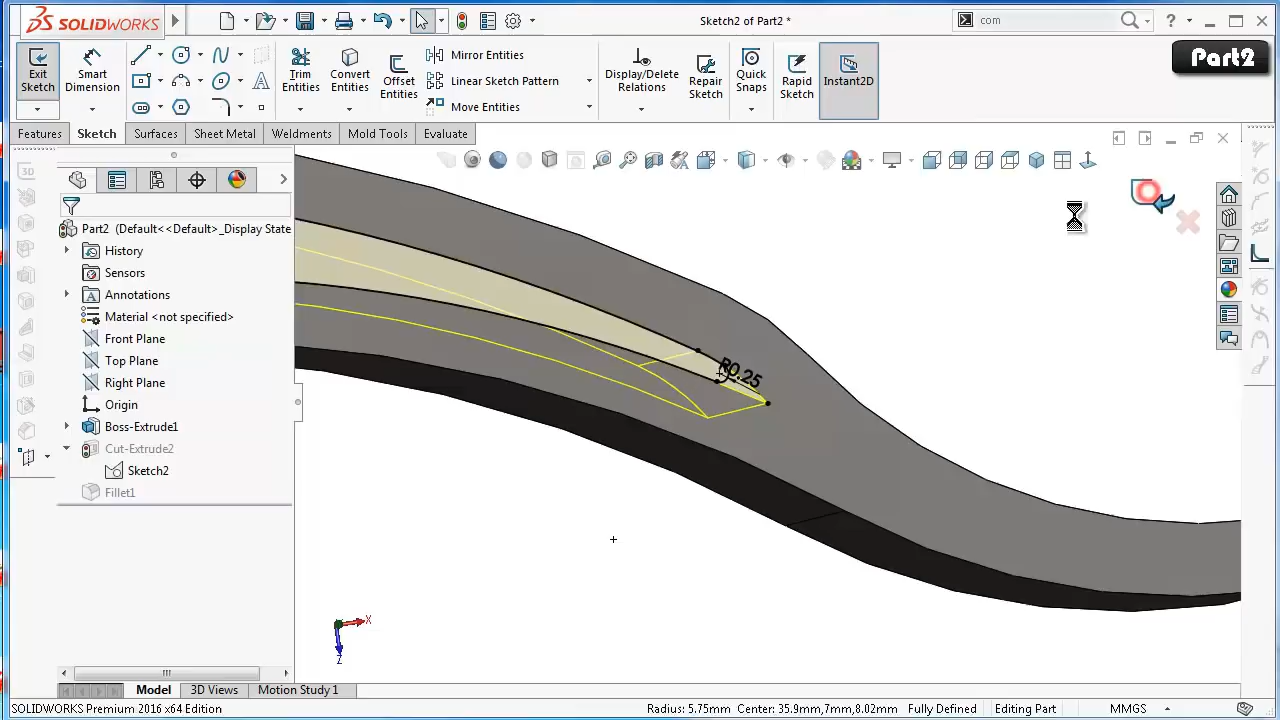 SOLIDWORKS
Sketch2 of Part2 *
com
Part2
Exit Sketch
Smart Dimension
Trim Entities
Convert Entities
Offset Entities
Mirror Entities
Linear Sketch Pattern
Move Entities
Display/Delete Relations
Repair Sketch
Quick Snaps
Rapid Sketch
Instant2D
Features
Sketch
Surfaces
Sheet Metal
Weldments
Mold Tools
Evaluate
Part2 (Default<<Default>_Display State
History
Sensors
Annotations
Material <not specified>
Front Plane
Top Plane
Right Plane
Origin
Boss-Extrude1
Cut-Extrude2
Sketch2
Fillet1
R0.25
X
Z
Model
3D Views
Motion Study 1
SOLIDWORKS Premium 2016 x64 Edition
Radius: 5.75mm Center: 35.9mm,7mm,8.02mm Fully Defined Editing Part MMGS